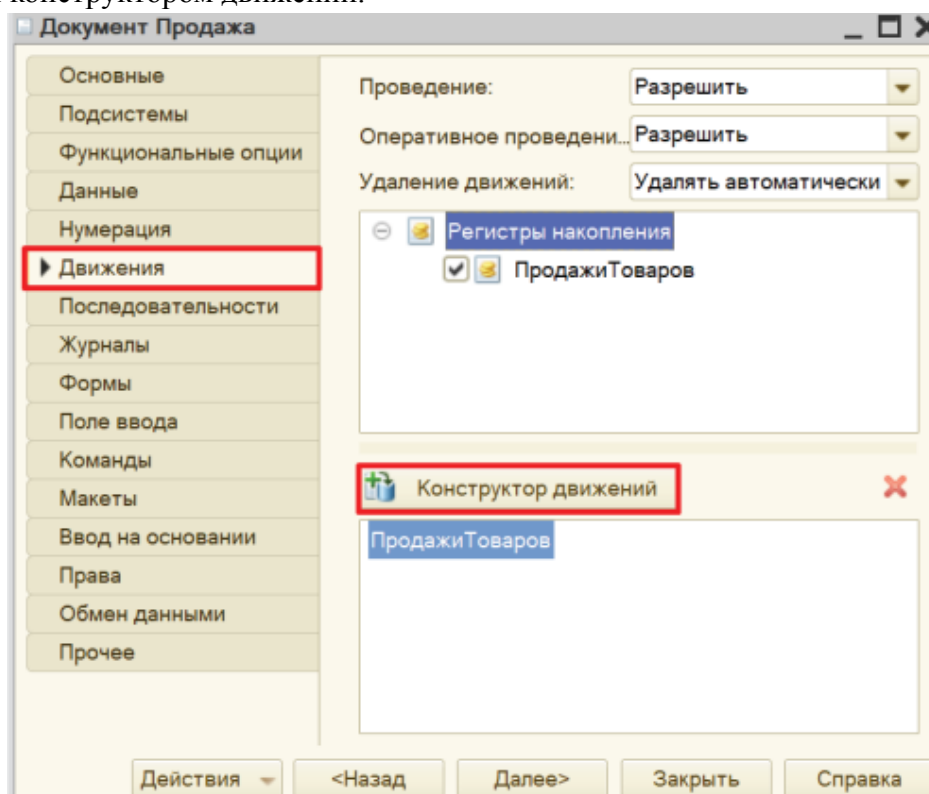 конструктором движений.
Документ Продажа
Основные
Подсистемы
Функциональные опции
Данные
Нумерация
Движения
Последовательности
Журналы
Формы
Поле ввода
Команды
Макеты
Ввод на основании
Права
Обмен данными
Прочее
Проведение: Разрешить
Оперативное проведени... Разрешить
Удаление движений: Удалять автоматически
Регистры накопления
ПродажиТоваров
Конструктор движений
ПродажиТоваров
Действия <Назад Далее> Закрыть Справка